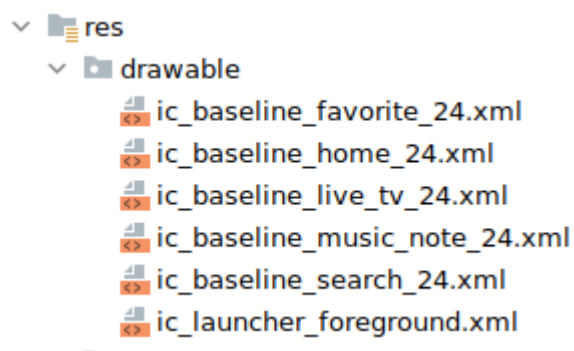 res
drawable
ic_baseline_favorite_24.xml
ic_baseline_home_24.xml
ic_baseline_live_tv_24.xml
ic_baseline_music_note_24.xml
ic_baseline_search_24.xml
ic_launcher_foreground.xml